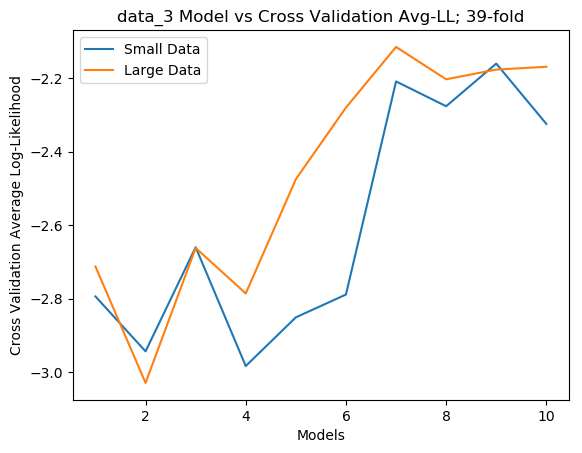 data_3 Model vs Cross Validation Avg-LL; 39-fold
Small Data
Large Data
Cross Validation Average Log-Likelihood
−2.2
−2.4
−2.6
−2.8
−3.0
2
4
6
8
10
Models